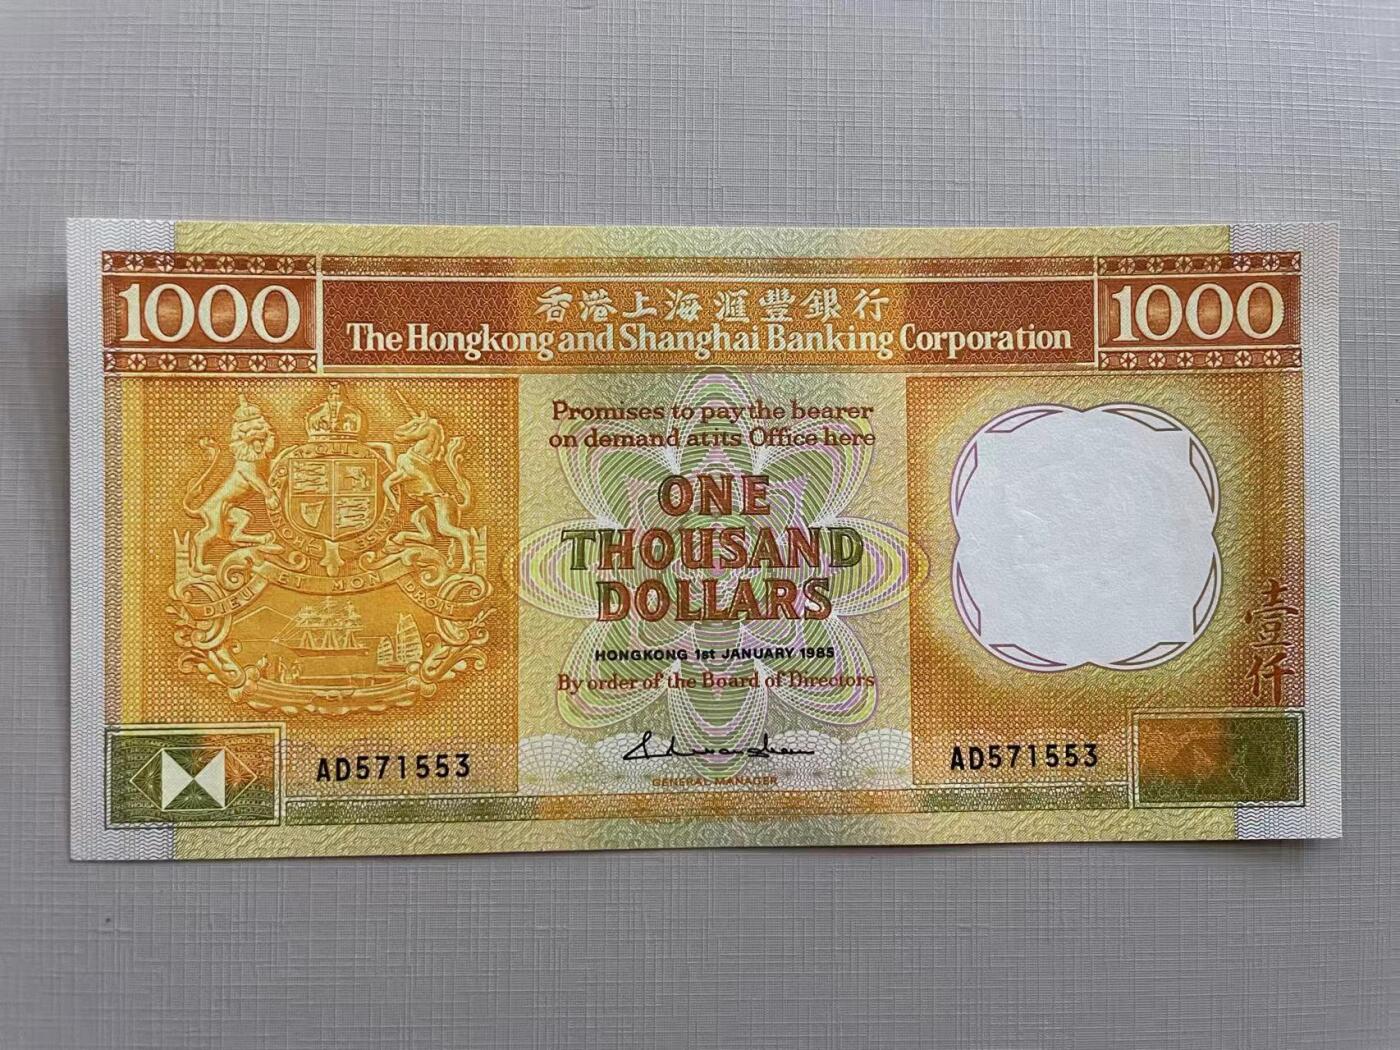 1000
香港上海滙豐銀行
1000
The Hongkong and Shanghai Banking Corporation
Promises to pay the bearer
on demand at its Office here
ONE
THOUSAND
DOLLARS
HONGKONG 1st JANUARY 1985
By order of the Board of Directors
GENERAL MANAGER
DIEU ET MON DROIT
壹仟
AD571553
AD571553